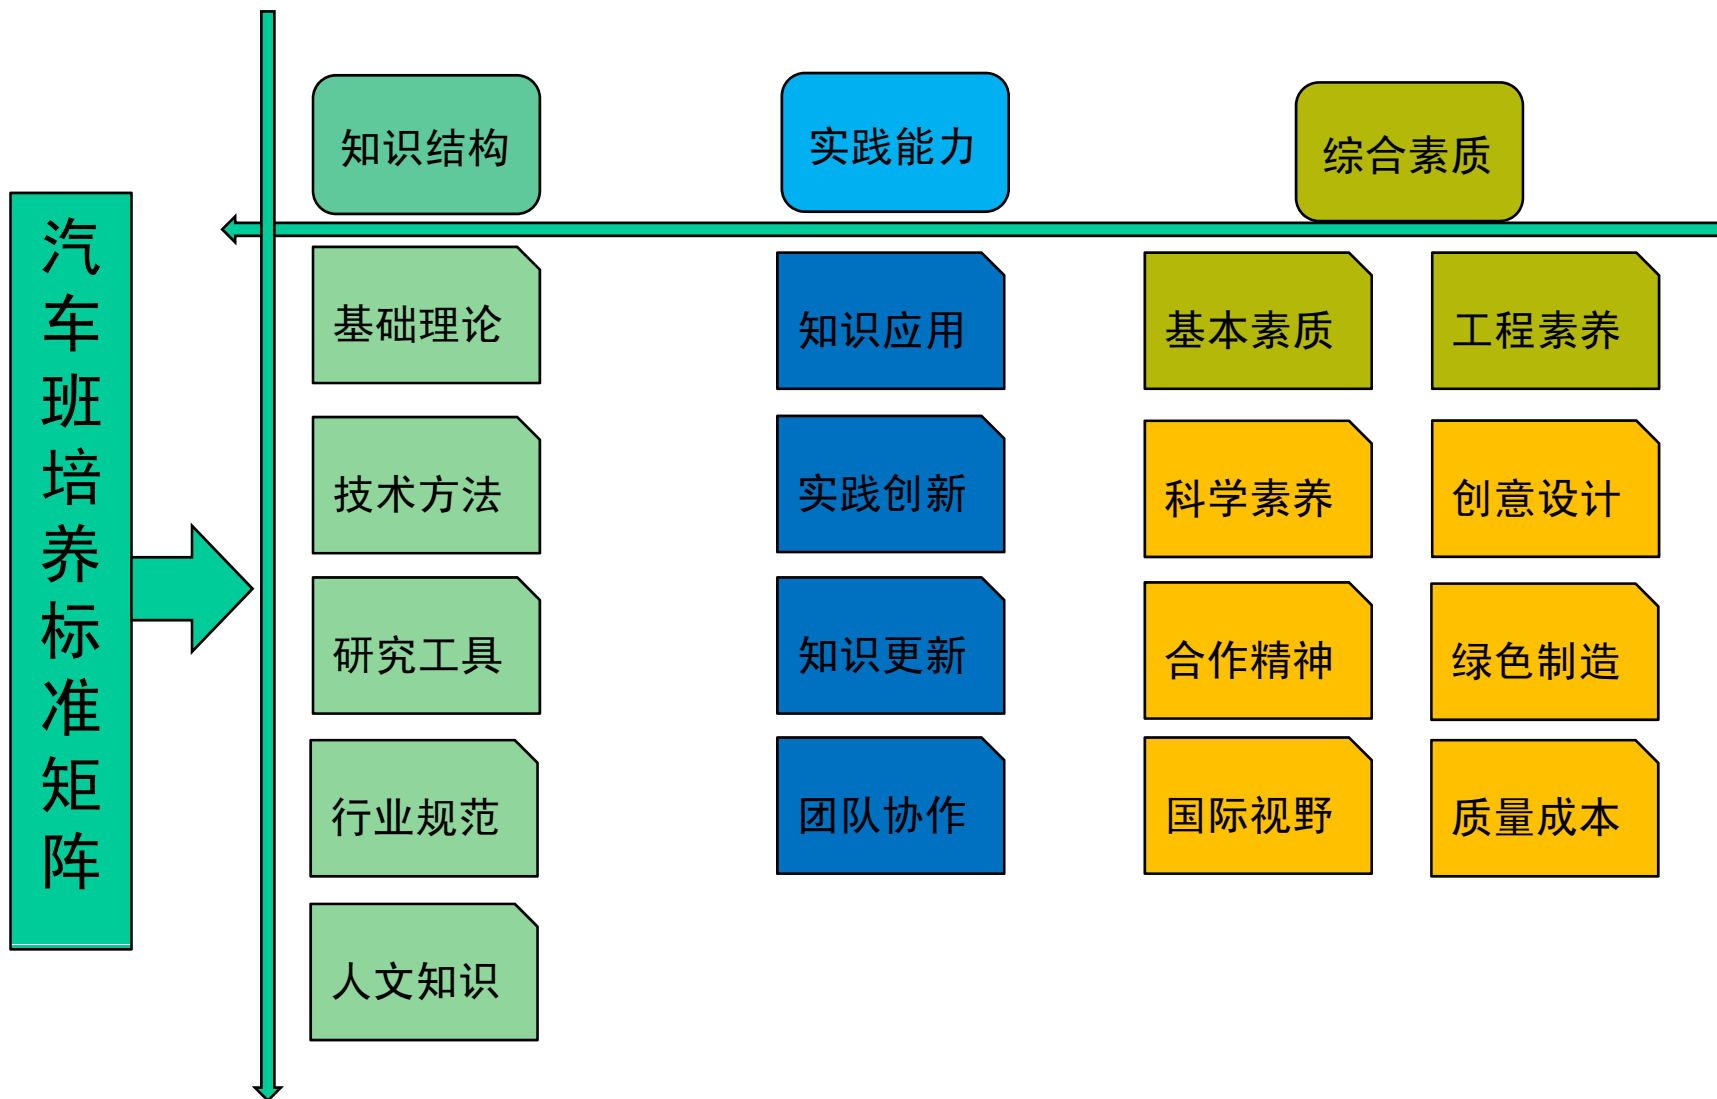 汽车班培养标准矩阵
知识结构
实践能力
综合素质
基础理论
知识应用
基本素质
工程素养
技术方法
实践创新
科学素养
创意设计
研究工具
知识更新
合作精神
绿色制造
行业规范
团队协作
国际视野
质量成本
人文知识